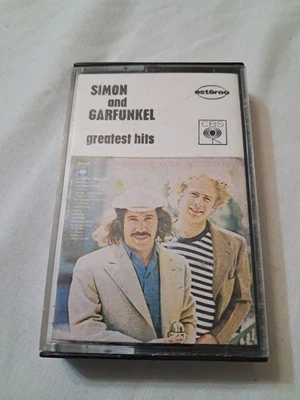 SIMON
and
GARFUNKEL
greatest hits
estéreo
CBS